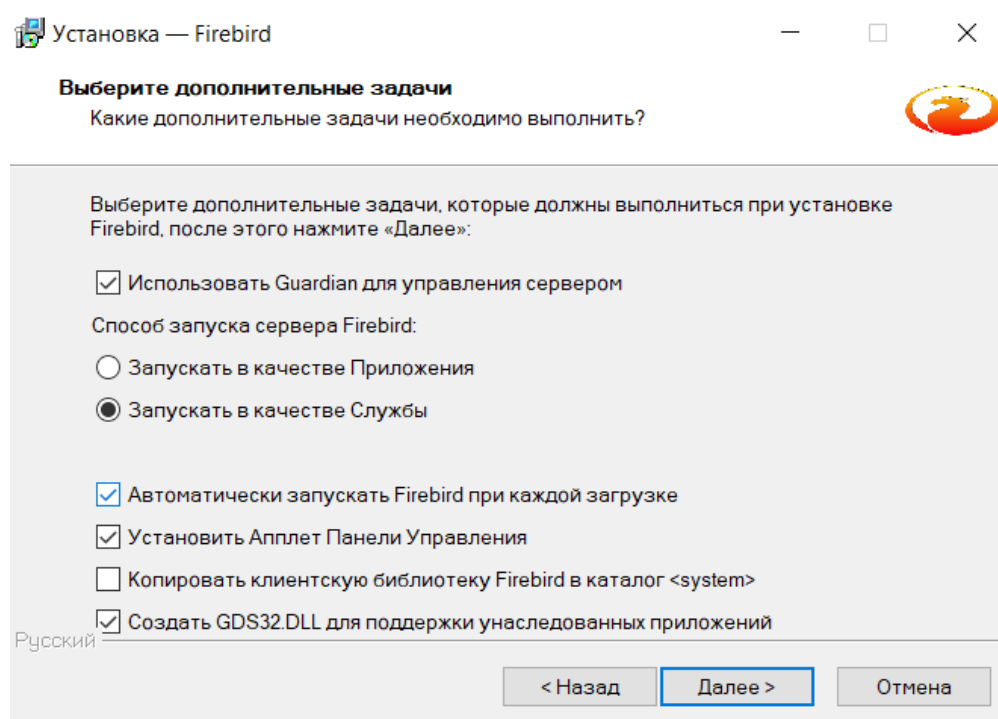 Установка — Firebird
Выберите дополнительные задачи
Какие дополнительные задачи необходимо выполнить?
Выберите дополнительные задачи, которые должны выполниться при установке
Firebird, после этого нажмите «Далее»:
Использовать Guardian для управления сервером
Способ запуска сервера Firebird:
Запускать в качестве Приложения
Запускать в качестве Службы
Автоматически запускать Firebird при каждой загрузке
Установить Апплет Панели Управления
Копировать клиентскую библиотеку Firebird в каталог <system>
Создать GDS32.DLL для поддержки унаследованных приложений
Русский
< Назад
Далее >
Отмена